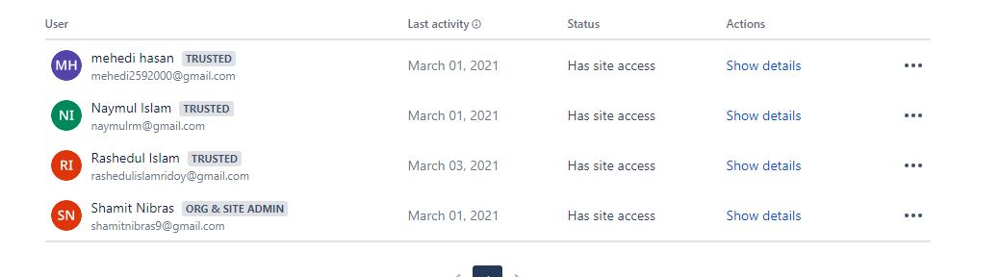 User Last activity Status Actions
MH mehedi hasan TRUSTED March 01, 2021 Has site access Show details
mehedi2592000@gmail.com
NI Naymul Islam TRUSTED March 01, 2021 Has site access Show details
naymulrm@gmail.com
RI Rashedul Islam TRUSTED March 03, 2021 Has site access Show details
rashedulislamridoy@gmail.com
SN Shamit Nibras ORG & SITE ADMIN March 01, 2021 Has site access Show details
shamitnibras9@gmail.com